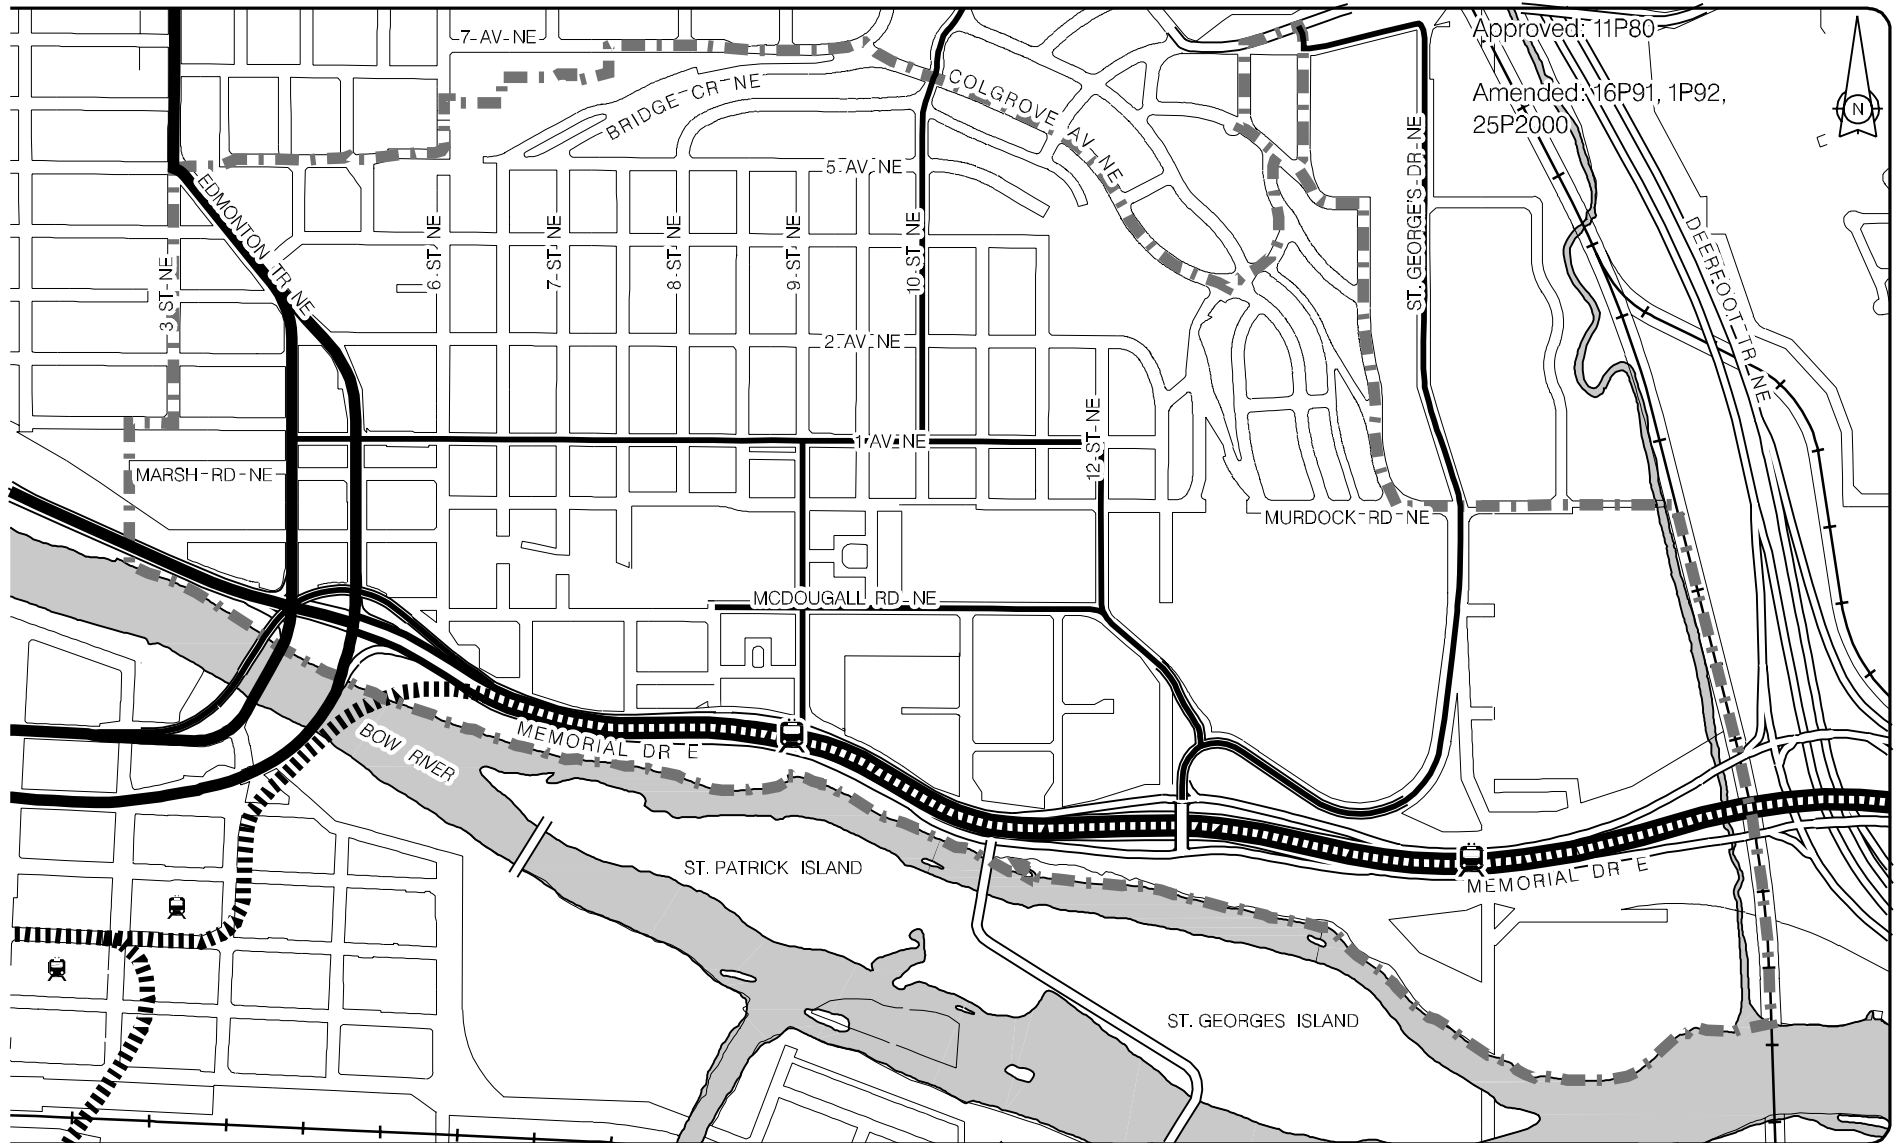 Approved: 11P80
Amended: 16P91, 1P92,
25P2000
N
7 AV NE
BRIDGE CR NE
COLGROVE AV NE
5 AV NE
EDMONTON TR NE
3 ST NE
6 ST NE
7 ST NE
8 ST NE
9 ST NE
10 ST NE
ST. GEORGE'S DR NE
DEERFOOT TR NE
2 AV NE
12 ST NE
1 AV NE
MARSH RD NE
MURDOCK RD NE
MCDOUGALL RD NE
MEMORIAL DR E
BOW RIVER
ST. PATRICK ISLAND
MEMORIAL DR E
ST. GEORGES ISLAND